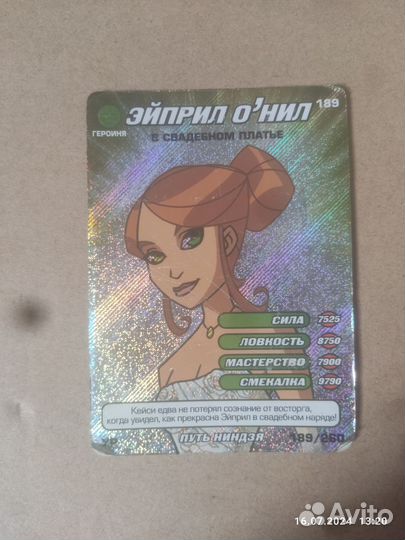 ЭЙПРИЛ О'НИЛ 189
ГЕРОИНЯ
В СВАДЕБНОМ ПЛАТЬЕ
СИЛА 7525
ЛОВКОСТЬ 8750
МАСТЕРСТВО 7900
СМЕКАЛКА 9790
Кейси едва не потерял сознание от восторга,
когда увидел, как прекрасна Эйприл в свадебном наряде!
ПУТЬ НИНДЗЯ 189/260
16.07.2024 13:20
Avito